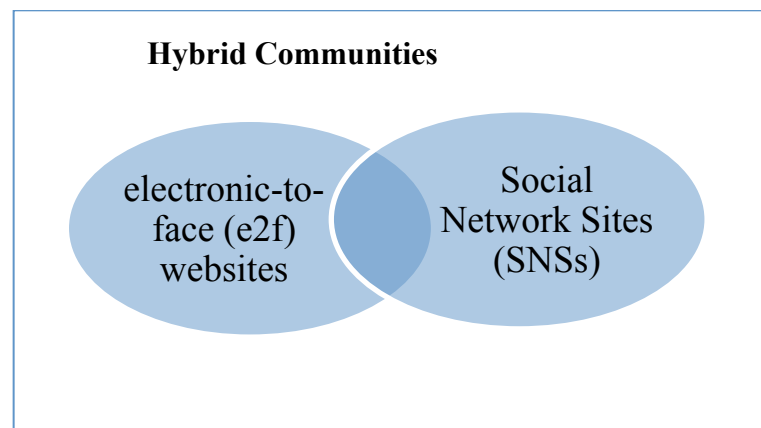 Hybrid Communities
electronic-to-
face (e2f)
websites
Social
Network Sites
(SNSs)